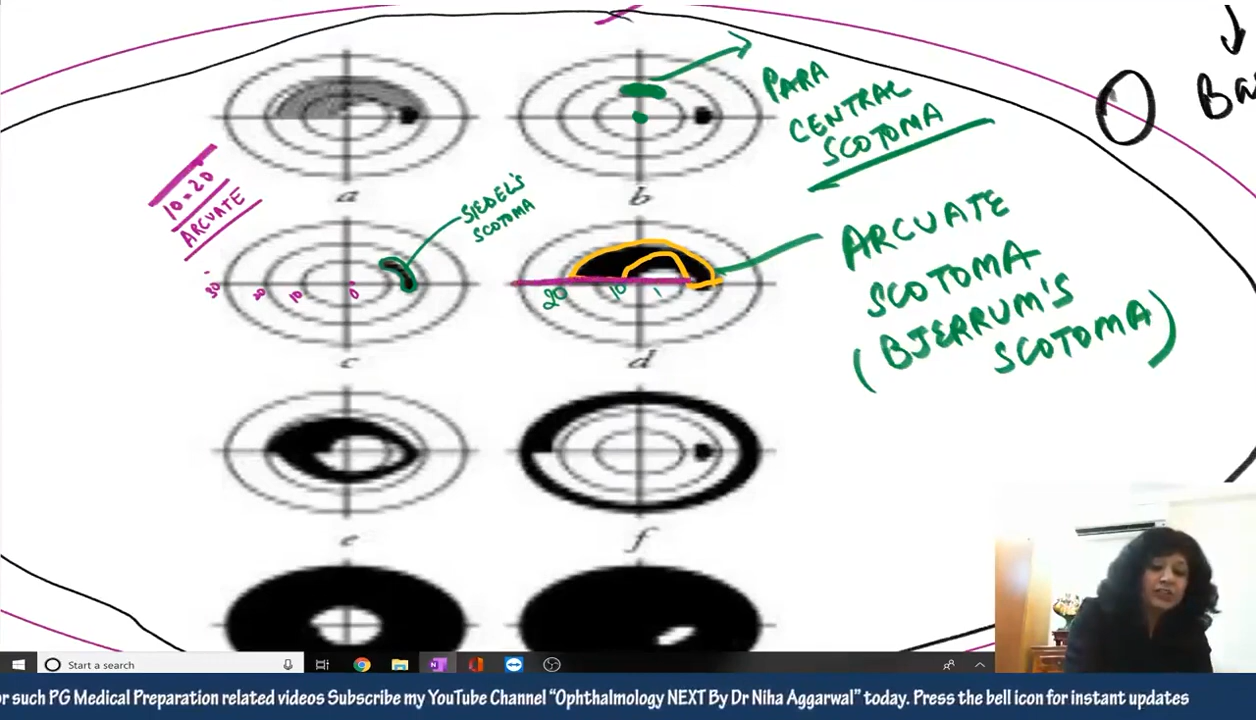 Ba
PARA
CENTRAL
SCOTOMA
a
b
10-20
ARCUATE
SIEDEL'S
SCOTOMA
30°
20
10
0°
20
10
1
ARCUATE
SCOTOMA
(BJERRUM'S
SCOTOMA)
c
d
e
f
Start a search
or such PG Medical Preparation related videos Subscribe my YouTube Channel “Ophthalmology NEXT By Dr Niha Aggarwal” today. Press the bell icon for instant updates